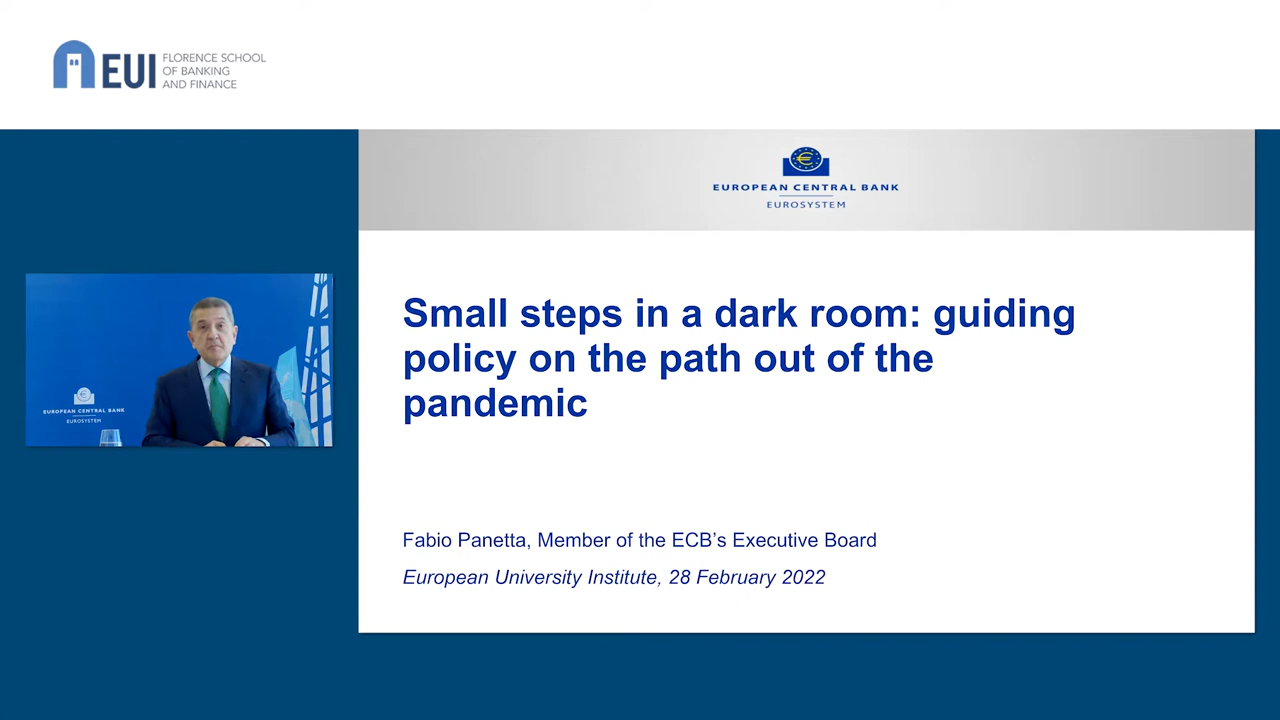 EUI
FLORENCE SCHOOL
OF BANKING
AND FINANCE
EUROPEAN CENTRAL BANK
EUROSYSTEM
Small steps in a dark room: guiding
policy on the path out of the
pandemic
Fabio Panetta, Member of the ECB’s Executive Board
European University Institute, 28 February 2022
EUROPEAN CENTRAL BANK
EUROSYSTEM